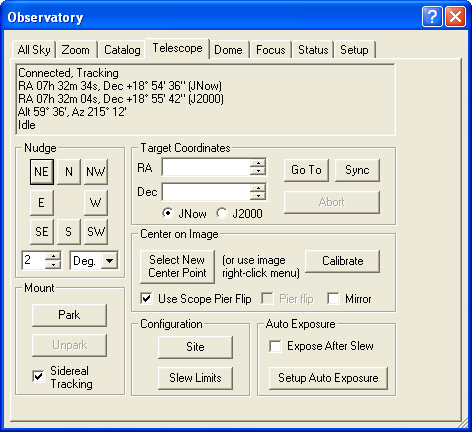 Observatory
All Sky Zoom Catalog Telescope Dome Focus Status Setup
Connected, Tracking
RA 07h 32m 34s, Dec +18° 54' 36" (JNow)
RA 07h 32m 04s, Dec +18° 55' 42" (J2000)
Alt 59° 36', Az 215° 12'
Idle
Nudge
NE N NW
E W
SE S SW
2 Deg.
Mount
Park
Unpark
Sidereal
Tracking
Target Coordinates
RA
Go To Sync
Dec
Abort
JNow J2000
Center on Image
Select New
Center Point
(or use image
right-click menu)
Calibrate
Use Scope Pier Flip Pier flip Mirror
Configuration
Site
Slew Limits
Auto Exposure
Expose After Slew
Setup Auto Exposure